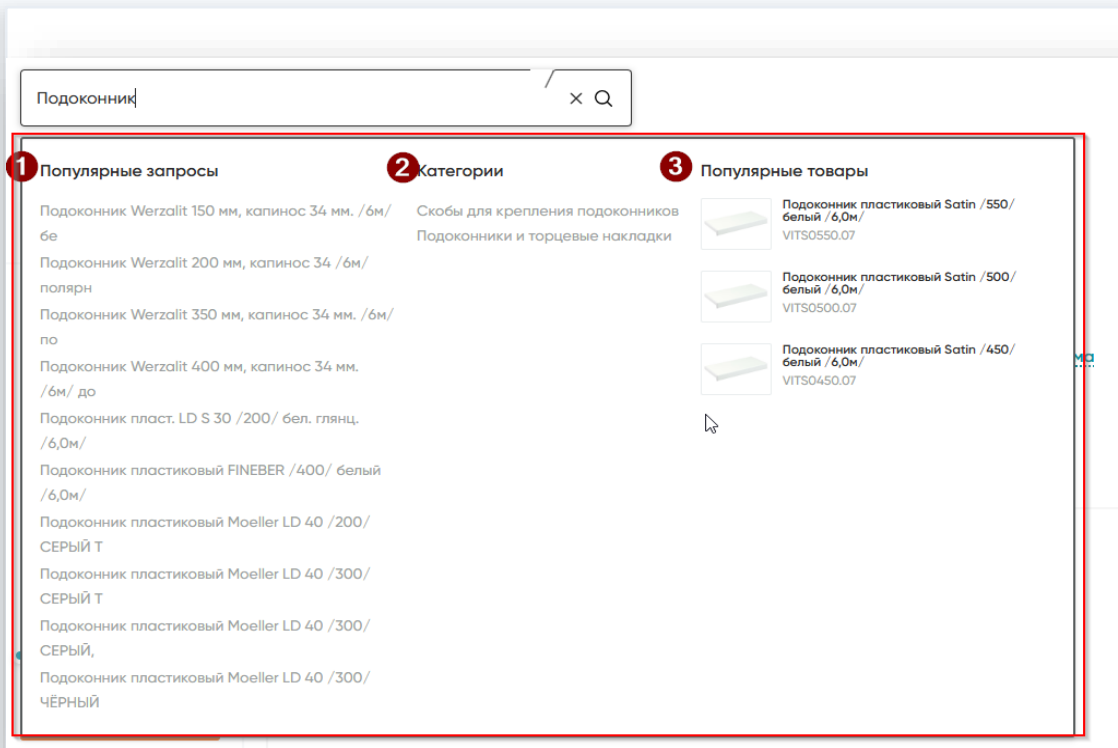 Подоконник
1 Популярные запросы
Подоконник Werzalit 150 мм, капинос 34 мм. /6м/
бе
Подоконник Werzalit 200 мм, капинос 34 /6м/
полярн
Подоконник Werzalit 350 мм, капинос 34 мм. /6м/
по
Подоконник Werzalit 400 мм, капинос 34 мм.
/6м/ до
Подоконник пласт. LD S 30 /200/ бел. глянц.
/6,0м/
Подоконник пластиковый FINEBER /400/ белый
/6,0м/
Подоконник пластиковый Moeller LD 40 /200/
СЕРЫЙ Т
Подоконник пластиковый Moeller LD 40 /300/
СЕРЫЙ Т
Подоконник пластиковый Moeller LD 40 /300/
СЕРЫЙ,
Подоконник пластиковый Moeller LD 40 /300/
ЧЁРНЫЙ
2 Категории
Скобы для крепления подоконников
Подоконники и торцевые накладки
3 Популярные товары
Подоконник пластиковый Satin /550/
белый /6,0м/
VITS0550.07
Подоконник пластиковый Satin /500/
белый /6,0м/
VITS0500.07
Подоконник пластиковый Satin /450/
белый /6,0м/
VITS0450.07
ма